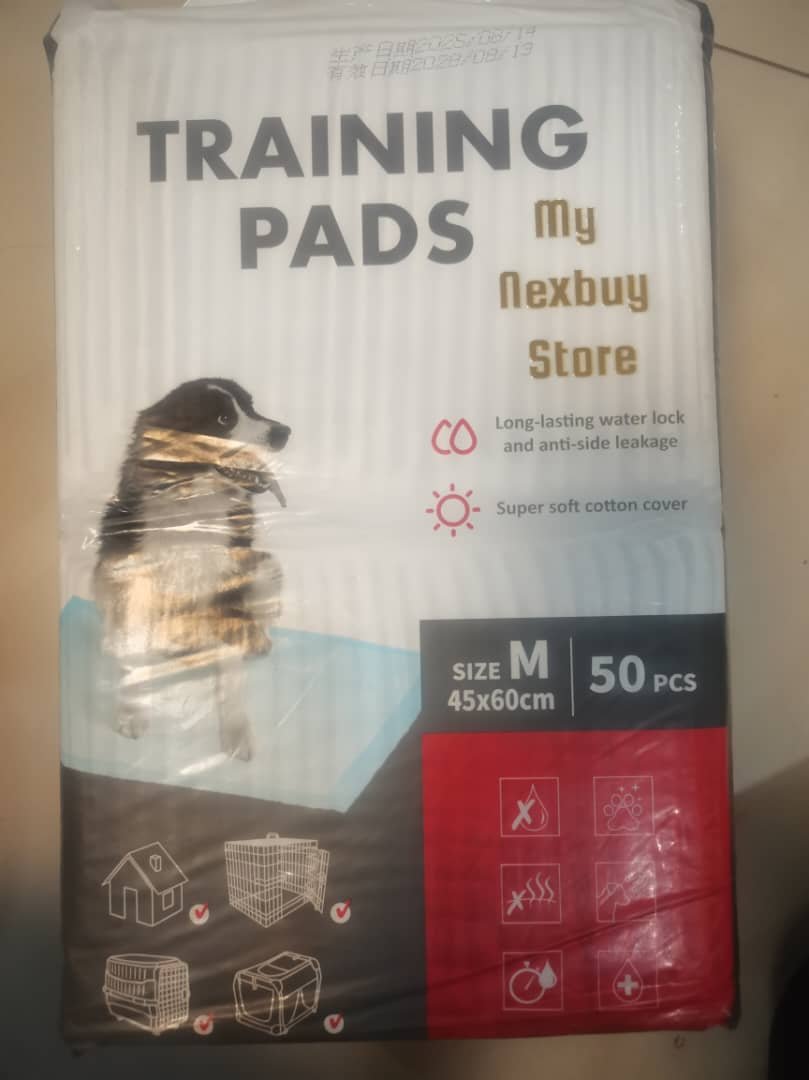 生产日期2025/08/14
有效日期2028/08/13
TRAINING
PADS
My
Nexbuy
Store
Long-lasting water lock
and anti-side leakage
Super soft cotton cover
SIZE M
45x60cm
50 PCS